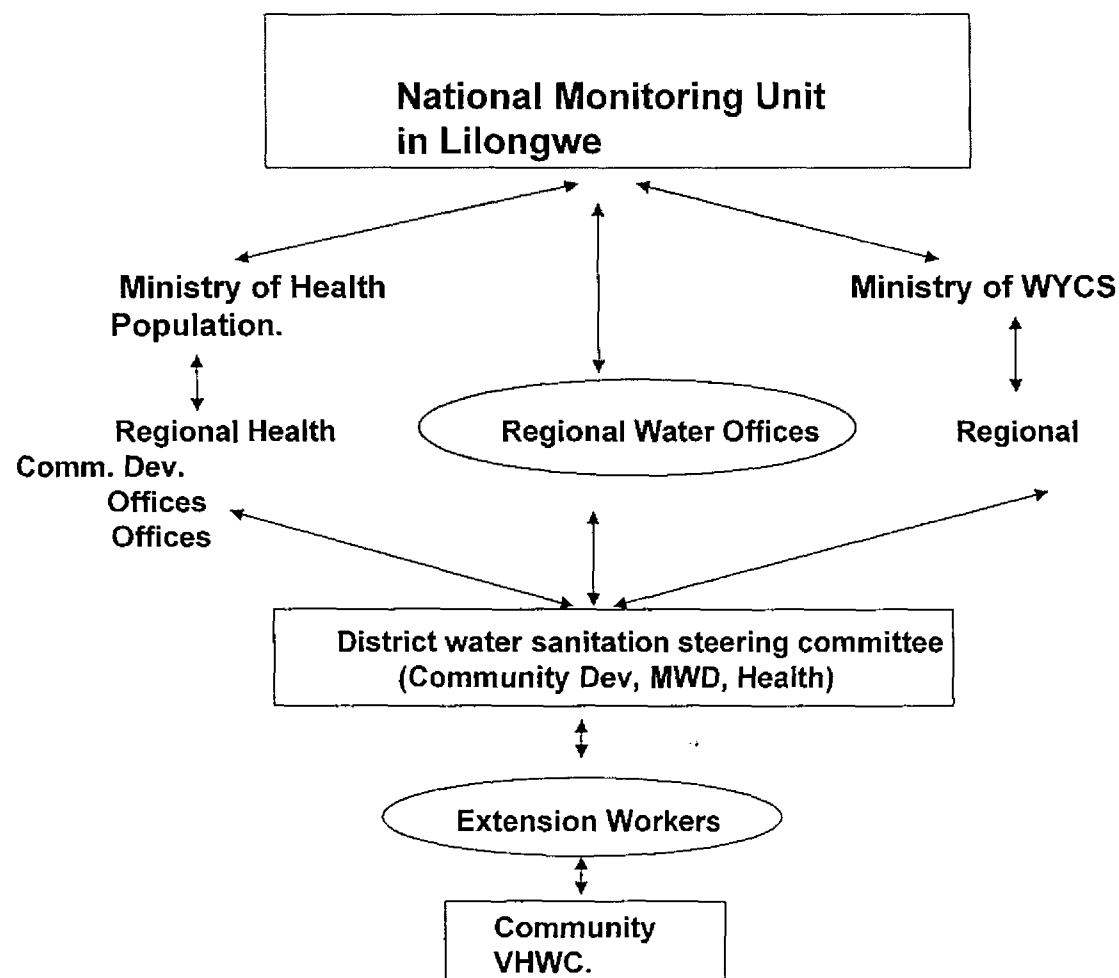 National Monitoring Unit
in Lilongwe
Ministry of Health
Population.
Ministry of WYCS
Regional Health
Comm. Dev.
Offices
Offices
Regional Water Offices
Regional
District water sanitation steering committee
(Community Dev, MWD, Health)
Extension Workers
Community
VHWC.